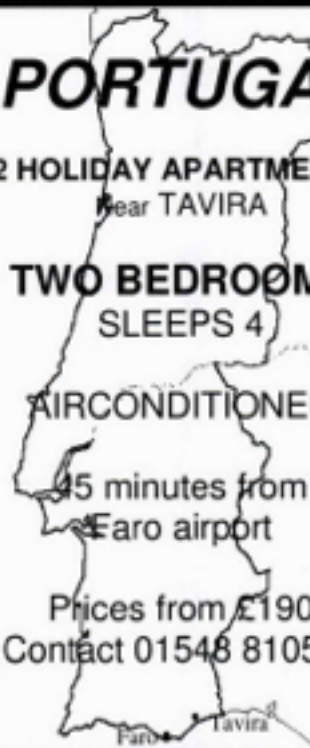 PORTUGA
2 HOLIDAY APARTME
Near TAVIRA
TWO BEDROOM
SLEEPS 4
AIRCONDITIONE
45 minutes from
Faro airport
Prices from £190
Contact 01548 8105
Tavira
Faro